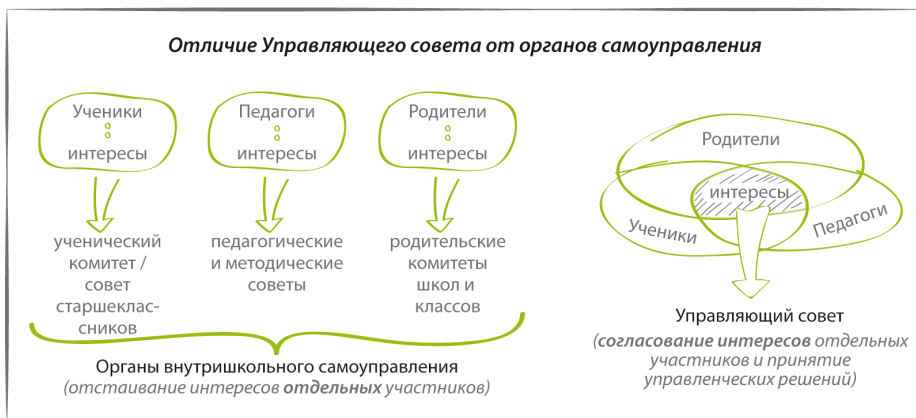 Отличие Управляющего совета от органов самоуправления
Ученики
интересы
ученический
комитет /
совет
старшеклас-
сников
Педагоги
интересы
педагогические
и методические
советы
Родители
интересы
родительские
комитеты
школ и
классов
Органы внутришкольного самоуправления
(отстаивание интересов отдельных участников)
Родители
интересы
Ученики
Педагоги
Управляющий совет
(согласование интересов отдельных
участников и принятие
управленческих решений)